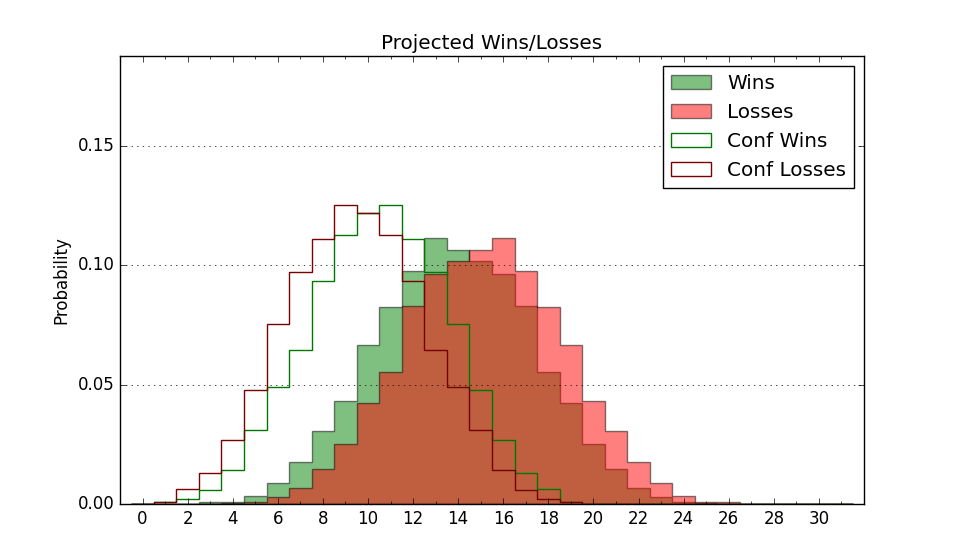 Projected Wins/Losses
Wins
Losses
Conf Wins
Conf Losses
Probability
0.15
0.10
0.05
0.00
0 2 4 6 8 10 12 14 16 18 20 22 24 26 28 30